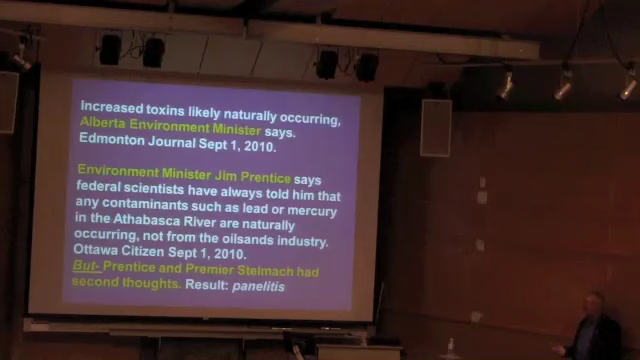 Increased toxins likely naturally occurring,
Alberta Environment Minister says.
Edmonton Journal Sept 1, 2010.
Environment Minister Jim Prentice says
federal scientists have always told him that
any contaminants such as lead or mercury
in the Athabasca River are naturally
occurring, not from the oilsands industry.
Ottawa Citizen Sept 1, 2010.
But- Prentice and Premier Stelmach had
second thoughts. Result: panelitis